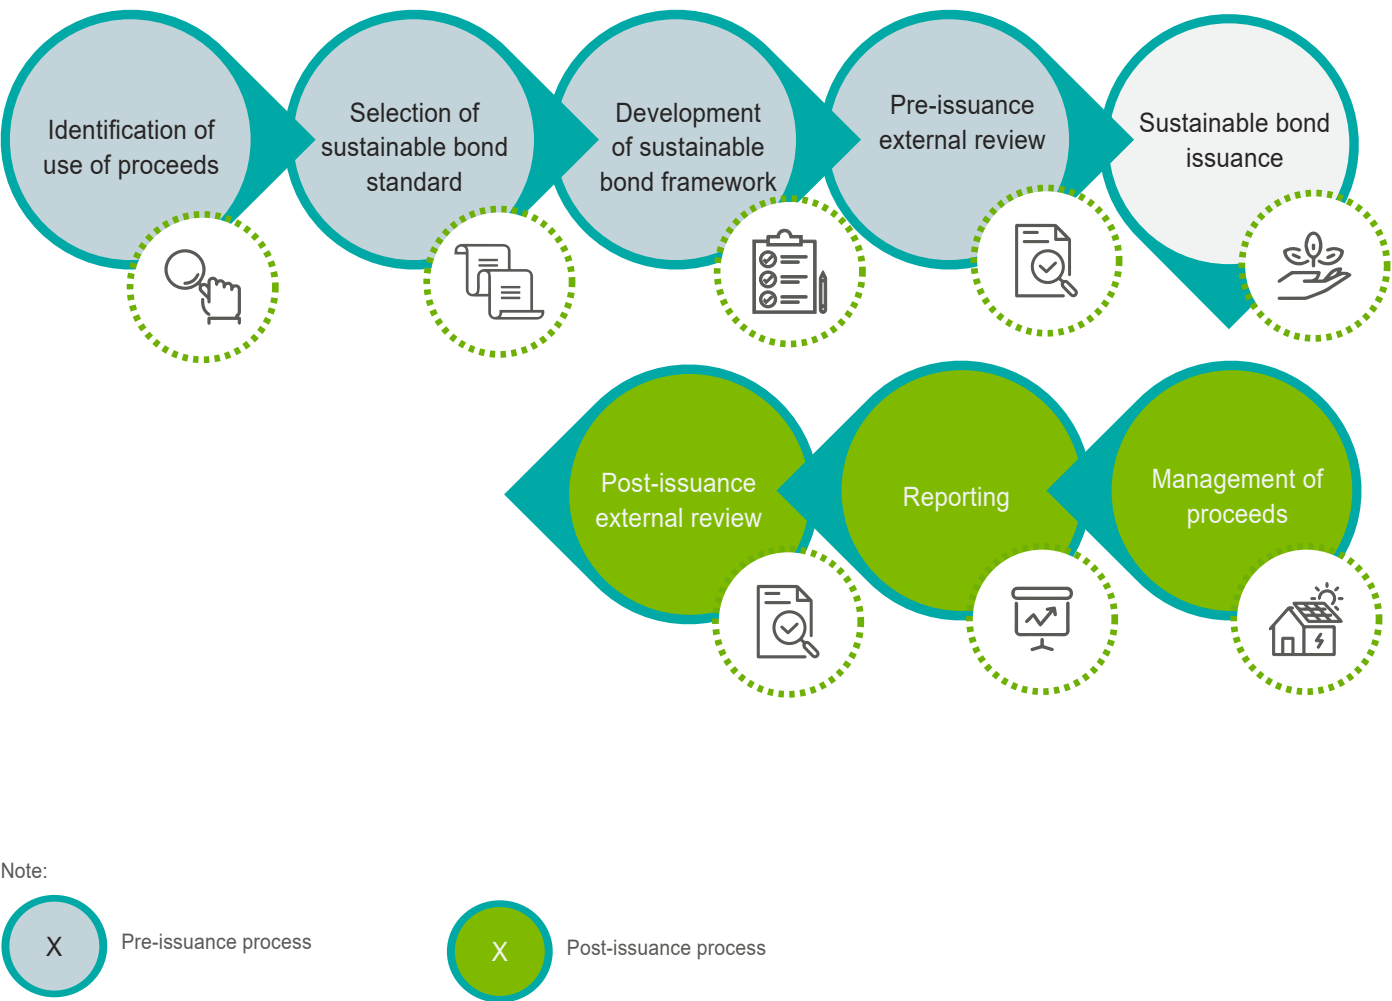 Identification of
use of proceeds
Selection of
sustainable bond
standard
Development
of sustainable
bond framework
Pre-issuance
external review
Sustainable bond
issuance
Management of
proceeds
Reporting
Post-issuance
external review
Note:
X
Pre-issuance process
X
Post-issuance process